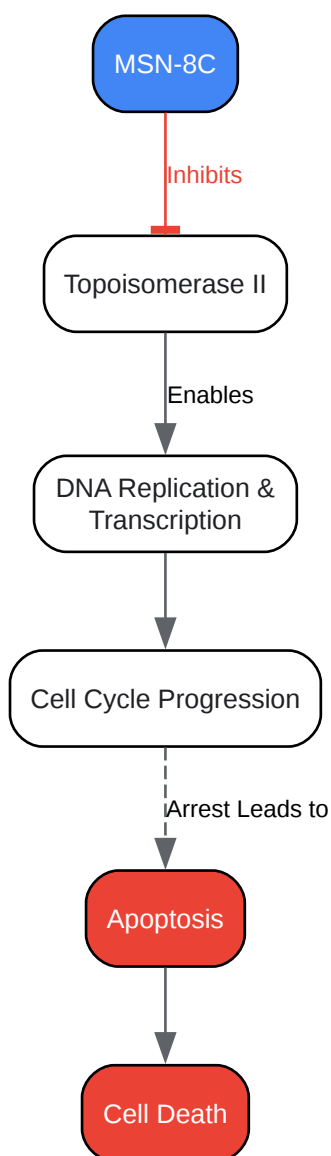 MSN-8C
Inhibits
Topoisomerase II
Enables
DNA Replication &
Transcription
Cell Cycle Progression
Arrest Leads to
Apoptosis
Cell Death